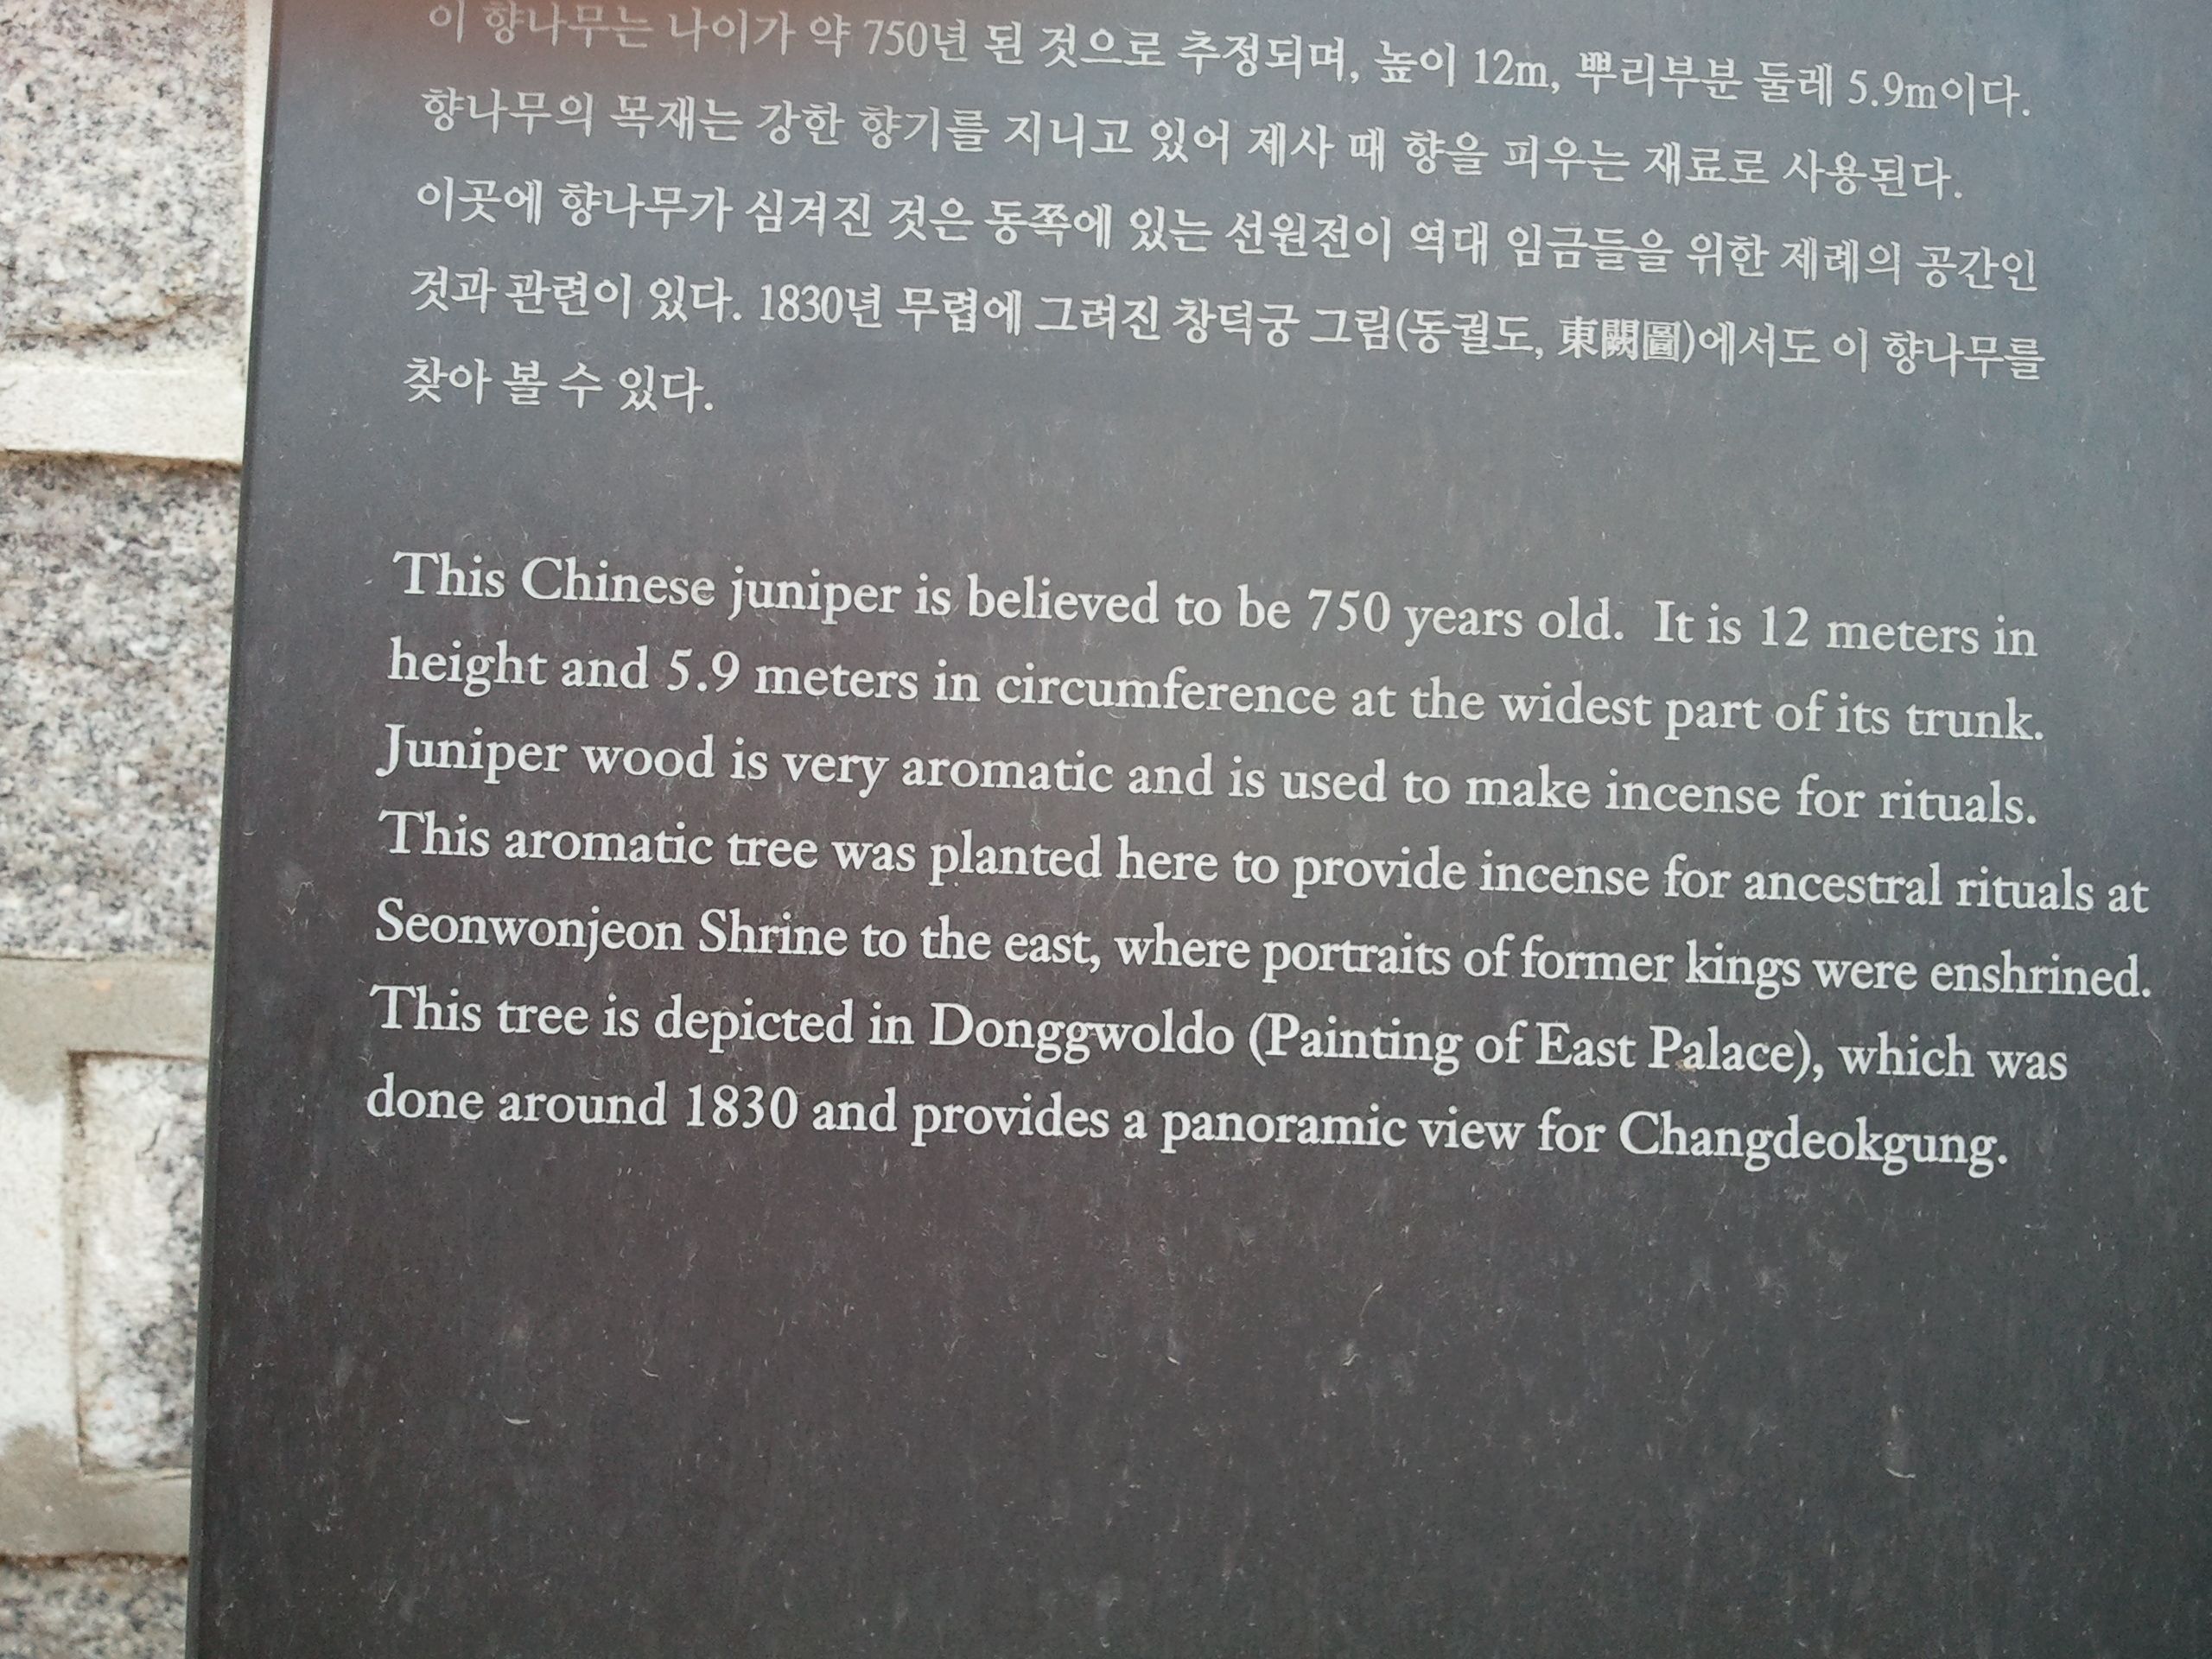 이 향나무는 나이가 약 750년 된 것으로 추정되며, 높이 12m, 뿌리부분 둘레 5.9m이다.
향나무의 목재는 강한 향기를 지니고 있어 제사 때 향을 피우는 재료로 사용된다.
이곳에 향나무가 심겨진 것은 동쪽에 있는 선원전이 역대 임금들을 위한 제례의 공간인
것과 관련이 있다. 1830년 무렵에 그려진 창덕궁 그림(동궐도, 東闕圖)에서도 이 향나무를
찾아 볼 수 있다.
This Chinese juniper is believed to be 750 years old. It is 12 meters in
height and 5.9 meters in circumference at the widest part of its trunk.
Juniper wood is very aromatic and is used to make incense for rituals.
This aromatic tree was planted here to provide incense for ancestral rituals at
Seonwonjeon Shrine to the east, where portraits of former kings were enshrined.
This tree is depicted in Donggwoldo (Painting of East Palace), which was
done around 1830 and provides a panoramic view for Changdeokgung.